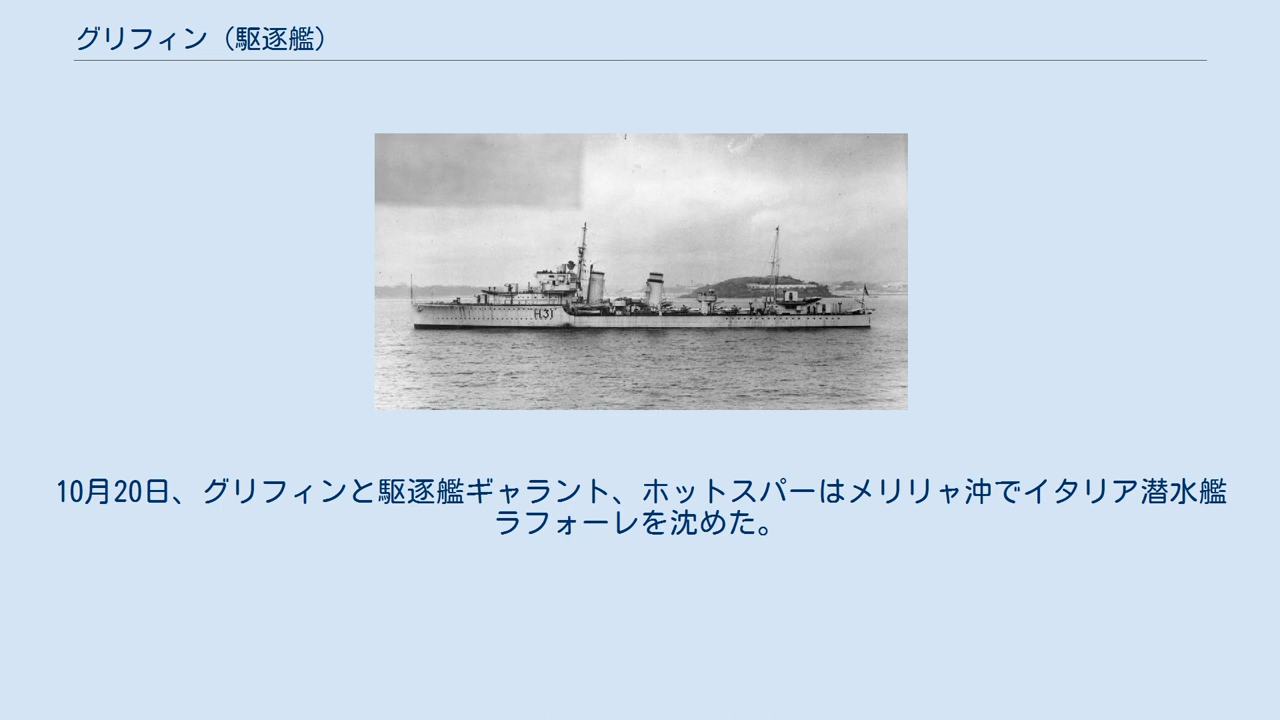 グリフィン（駆逐艦）
H31
10月20日、グリフィンと駆逐艦ギャラント、ホットスパーはメリリャ沖でイタリア潜水艦
ラフォーレを沈めた。